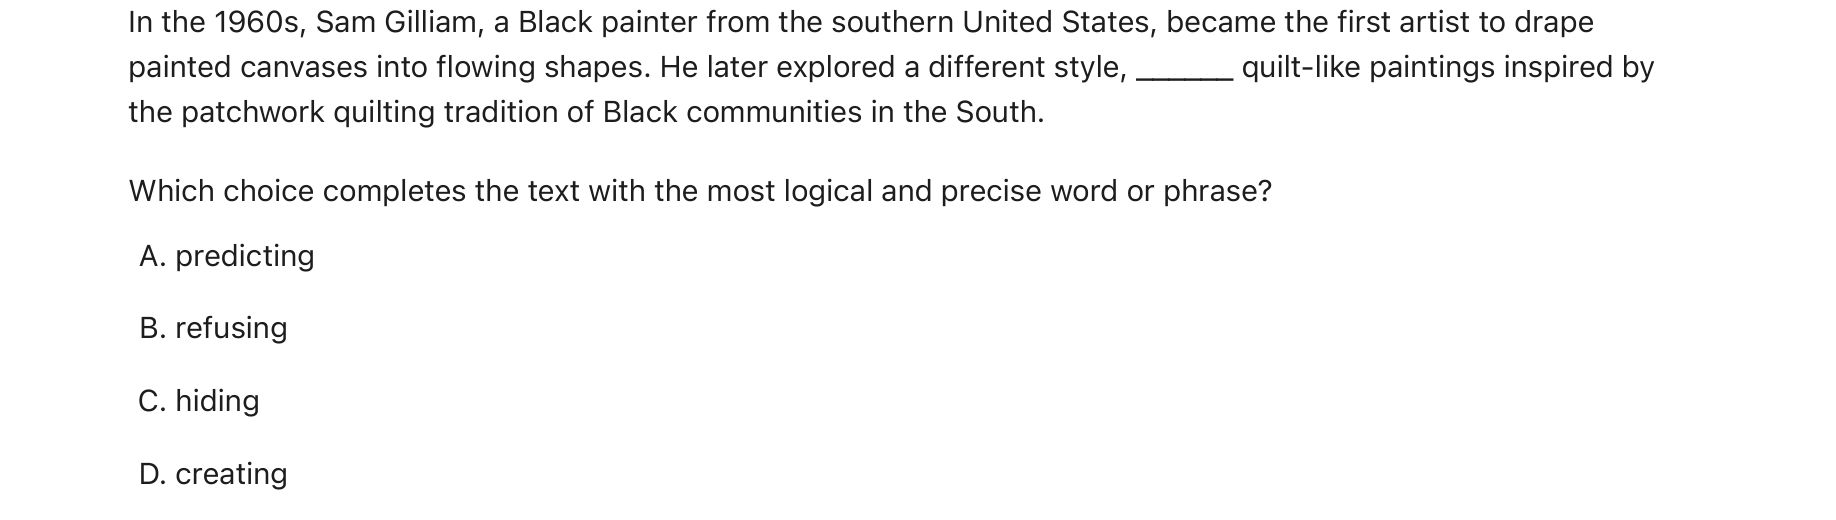 In the 1960s, Sam Gilliam, a Black painter from the southern United States, became the first artist to drape
painted canvases into flowing shapes. He later explored a different style, ______ quilt-like paintings inspired by
the patchwork quilting tradition of Black communities in the South.
Which choice completes the text with the most logical and precise word or phrase?
A. predicting
B. refusing
C. hiding
D. creating